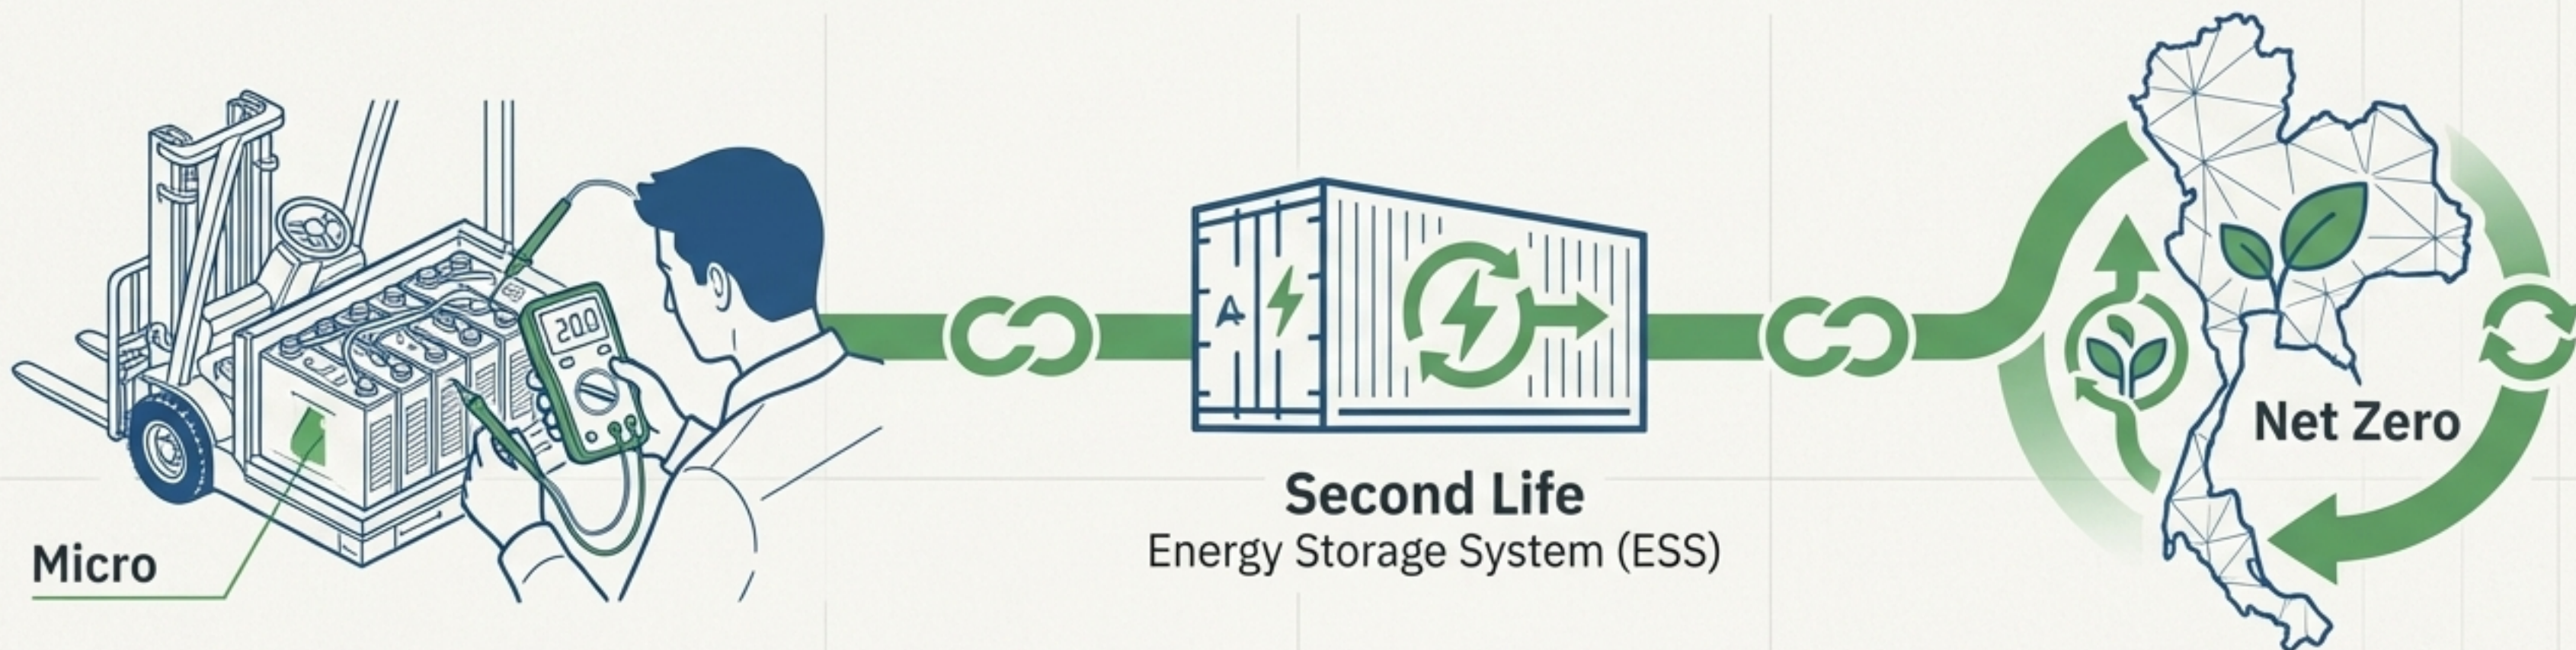 20.0
A
Micro
Second Life
Energy Storage System (ESS)
Net Zero